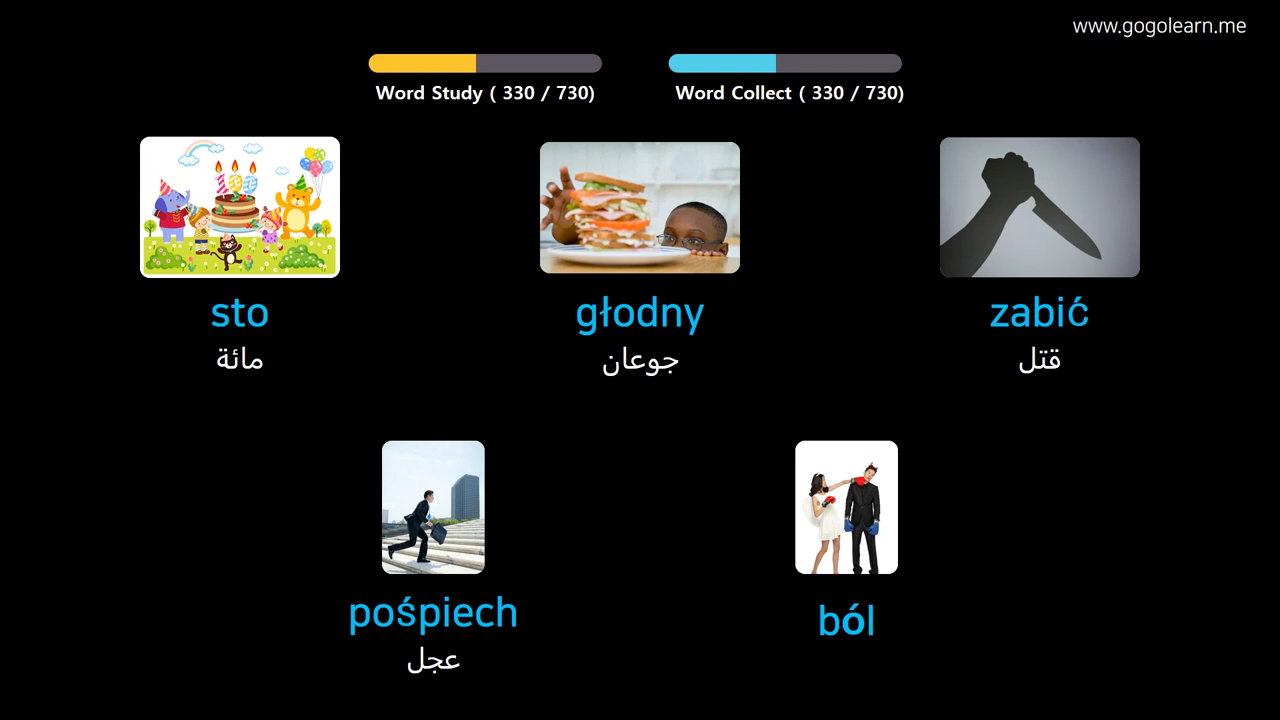 www.gogolearn.me
Word Study ( 330 / 730)
Word Collect ( 330 / 730)
100
sto
مائة
głodny
جوعان
zabić
قتل
pośpiech
عجل
ból